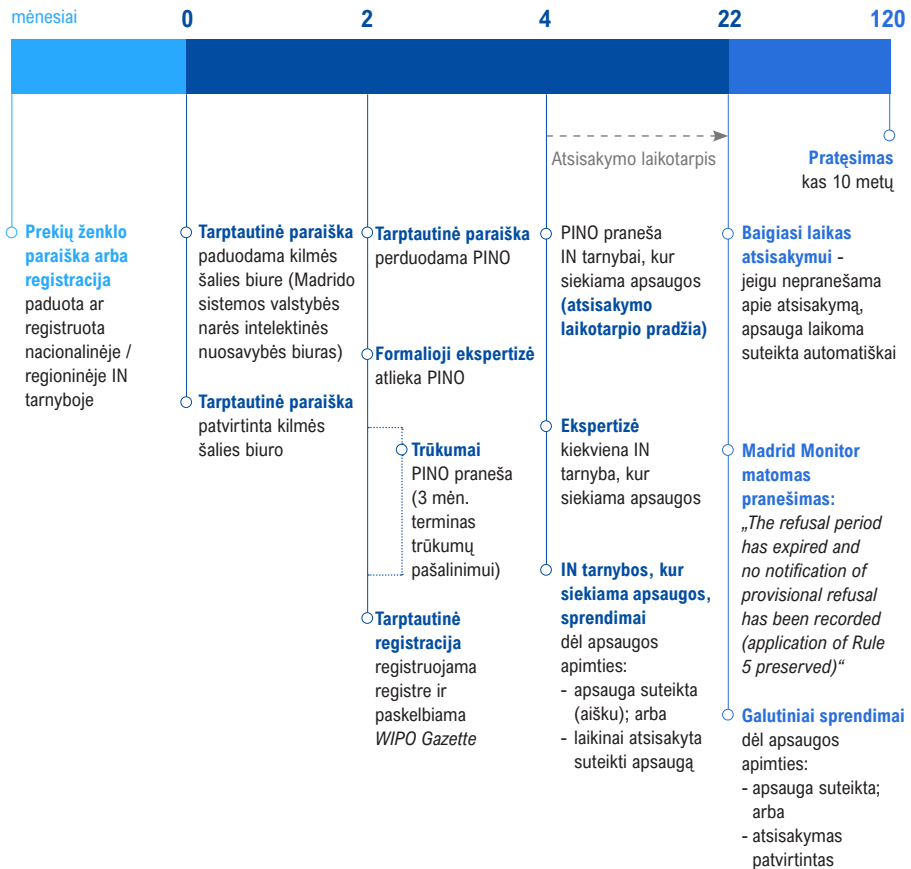 mėnesiai
0
2
4
22
120
Atsisakymo laikotarpis
Pratęsimas
kas 10 metų
Prekių ženklo
paraiška arba
registracija
paduota ar
registruota
nacionalinėje /
regioninėje IN
tarnyboje
Tarptautinė paraiška
paduodama kilmės
šalies biure (Madrido
sistemos valstybės
narės intelektinės
nuosavybės biuras)
Tarptautinė paraiška
patvirtinta kilmės
šalies biuro
Tarptautinė paraiška
perduodama PINO
Formalioji ekspertizė
atlieka PINO
Trūkumai
PINO praneša
(3 mėn.
terminas
trūkumų
pašalinimui)
Tarptautinė
registracija
registruojama
registre ir
paskelbiama
WIPO Gazette
PINO praneša
IN tarnybai, kur
siekiama apsaugos
(atsisakymo
laikotarpio pradžia)
Ekspertizė
kiekviena IN
tarnyba, kur
siekiama apsaugos
IN tarnybos, kur
siekiama apsaugos,
sprendimai
dėl apsaugos
apimties:
- apsauga suteikta
(aišku); arba
- laikinai atsisakyta
suteikti apsaugą
Baigiasi laikas
atsisakymui -
jeigu nepranešama
apie atsisakymą,
apsauga laikoma
suteikta automatiškai
Madrid Monitor
matomas
pranešimas:
„The refusal period
has expired and
no notification of
provisional refusal
has been recorded
(application of Rule
5 preserved)“
Galutiniai sprendimai
dėl apsaugos
apimties:
- apsauga suteikta;
arba
- atsisakymas
patvirtintas